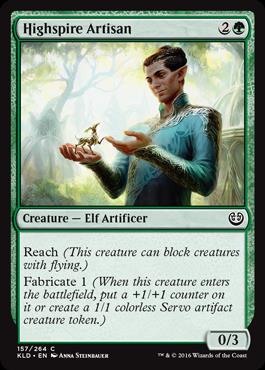 Highspire Artisan 2
Creature — Elf Artificer
Reach (This creature can block creatures
with flying.)
Fabricate 1 (When this creature enters
the battlefield, put a +1/+1 counter on
it or create a 1/1 colorless Servo artifact
creature token.)
0/3
157/264 C
KLD • EN Anna Steinbauer
™ & © 2016 Wizards of the Coast